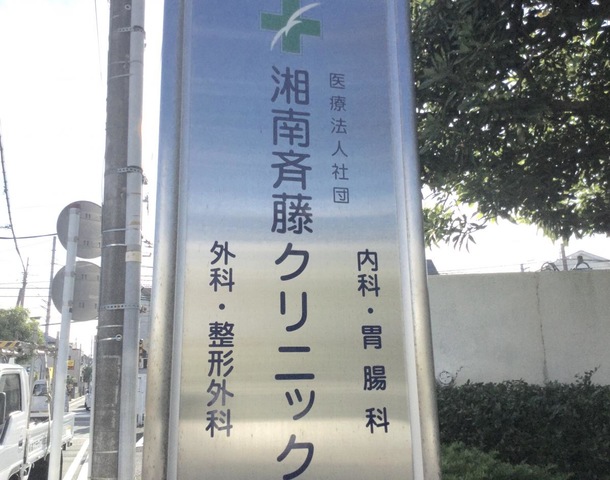 医療法人社団
湘南斉藤クリニック
内科・胃腸科
外科・整形外科